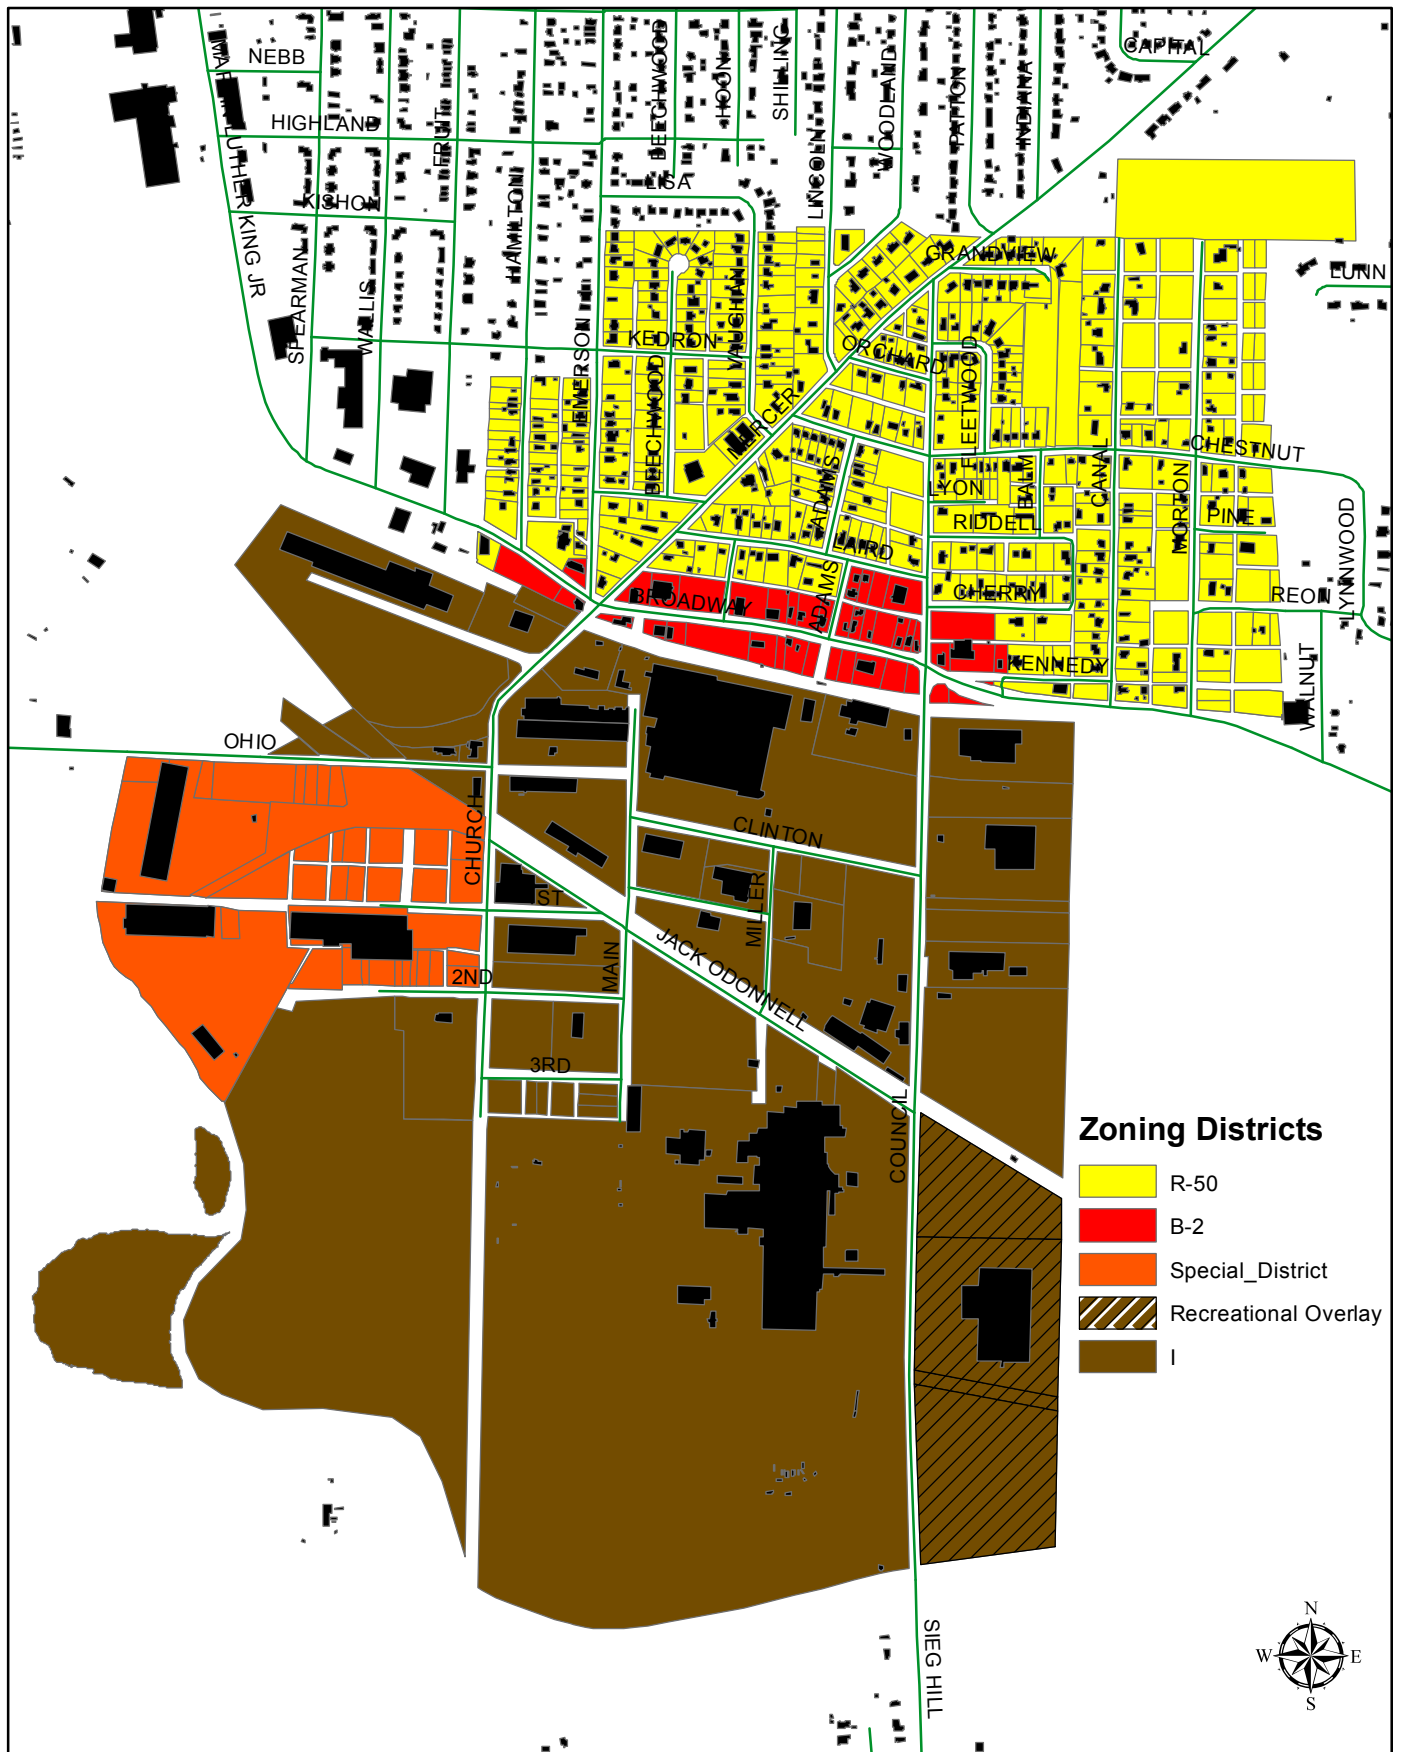 NEBB
HIGHLAND
KISHON
MARTIN LUTHER KING JR
SPEARMAN
WALLIS
FRUIT
HAMILTON
EMERSON
BEECHWOOD
HOON
SHILLING
LINCOLN
WOODLAND
PATTON
INDIANA
CAPITAL
LISA
GRANDVIEW
LUNN
KEDRON
VAUGHAN
BEECHWOOD
ORCHARD
FLEETWOOD
MERCER
CHESTNUT
ADAMS
LYON
BALM
CANAL
MORTON
RIDDELL
PINE
LAIRD
LYNNWOOD
BROADWAY
ADAMS
CHERRY
REON
KENNEDY
WALNUT
OHIO
CHURCH
CLINTON
ST
MILLER
MAIN
JACK ODONNELL
2ND
3RD
COUNCIL
SIEG HILL
Zoning Districts
R-50
B-2
Special_District
Recreational Overlay
I
N
W
E
S